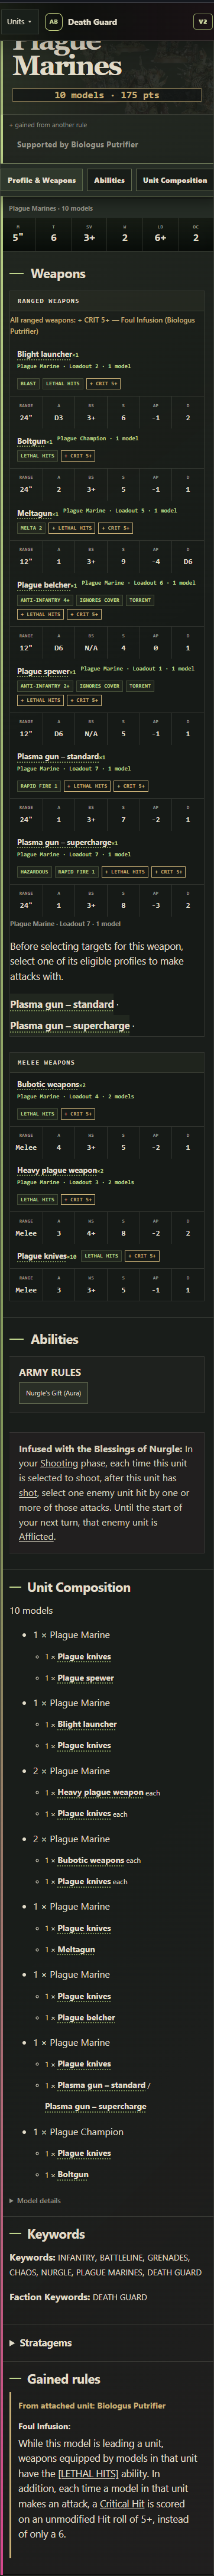 Units
AB
Death Guard
V2
Plague
Marines
10 models · 175 pts
+ gained from another rule
Supported by Biologus Putrifier
Profile & Weapons
Abilities
Unit Composition
Plague Marines · 10 models
M T SV W LD OC
5" 6 3+ 2 6+ 2
Weapons
RANGED WEAPONS
All ranged weapons: + CRIT 5+ — Foul Infusion (Biologus
Putrifier)
Blight launcher×1
Plague Marine · Loadout 2 · 1 model
BLAST LETHAL HITS + CRIT 5+
RANGE A BS S AP D
24" D3 3+ 6 -1 2
Boltgun×1 Plague Champion · 1 model
LETHAL HITS + CRIT 5+
RANGE A BS S AP D
24" 2 3+ 5 -1 1
Meltagun×1 Plague Marine · Loadout 5 · 1 model
MELTA 2 + LETHAL HITS + CRIT 5+
RANGE A BS S AP D
12" 1 3+ 9 -4 D6
Plague belcher×1 Plague Marine · Loadout 6 · 1 model
ANTI-INFANTRY 4+ IGNORES COVER TORRENT
+ LETHAL HITS + CRIT 5+
RANGE A BS S AP D
12" D6 N/A 4 0 1
Plague spewer×1 Plague Marine · Loadout 1 · 1 model
ANTI-INFANTRY 2+ IGNORES COVER TORRENT
+ LETHAL HITS + CRIT 5+
RANGE A BS S AP D
12" D6 N/A 5 -1 1
Plasma gun – standard×1
Plague Marine · Loadout 7 · 1 model
RAPID FIRE 1 + LETHAL HITS + CRIT 5+
RANGE A BS S AP D
24" 1 3+ 7 -2 1
Plasma gun – supercharge×1
Plague Marine · Loadout 7 · 1 model
HAZARDOUS RAPID FIRE 1 + LETHAL HITS + CRIT 5+
RANGE A BS S AP D
24" 1 3+ 8 -3 2
Plague Marine · Loadout 7 · 1 model
Before selecting targets for this weapon,
select one of its eligible profiles to make
attacks with.
Plasma gun – standard ·
Plasma gun – supercharge ·
MELEE WEAPONS
Bubotic weapons×2
Plague Marine · Loadout 4 · 2 models
LETHAL HITS + CRIT 5+
RANGE A WS S AP D
Melee 4 3+ 5 -2 1
Heavy plague weapon×2
Plague Marine · Loadout 3 · 2 models
LETHAL HITS + CRIT 5+
RANGE A WS S AP D
Melee 3 4+ 8 -2 2
Plague knives×10 LETHAL HITS + CRIT 5+
RANGE A WS S AP D
Melee 3 3+ 5 -1 1
Abilities
ARMY RULES
Nurgle's Gift (Aura)
Infused with the Blessings of Nurgle: In
your Shooting phase, each time this unit
is selected to shoot, after this unit has
shot, select one enemy unit hit by one or
more of those attacks. Until the start of
your next turn, that enemy unit is
Afflicted.
Unit Composition
10 models
• 1 × Plague Marine
1 × Plague knives
1 × Plague spewer
• 1 × Plague Marine
1 × Blight launcher
1 × Plague knives
• 2 × Plague Marine
1 × Heavy plague weapon each
1 × Plague knives each
• 2 × Plague Marine
1 × Bubotic weapons each
1 × Plague knives each
• 1 × Plague Marine
1 × Plague knives
1 × Meltagun
• 1 × Plague Marine
1 × Plague knives
1 × Plague belcher
• 1 × Plague Marine
1 × Plague knives
1 × Plasma gun – standard /
Plasma gun – supercharge
• 1 × Plague Champion
1 × Plague knives
1 × Boltgun
Model details
Keywords
Keywords: INFANTRY, BATTLELINE, GRENADES,
CHAOS, NURGLE, PLAGUE MARINES, DEATH GUARD
Faction Keywords: DEATH GUARD
Stratagems
Gained rules
From attached unit: Biologus Putrifier
Foul Infusion:
While this model is leading a unit,
weapons equipped by models in that unit
have the [LETHAL HITS] ability. In
addition, each time a model in that unit
makes an attack, a Critical Hit is scored
on an unmodified Hit roll of 5+, instead
of only a 6.